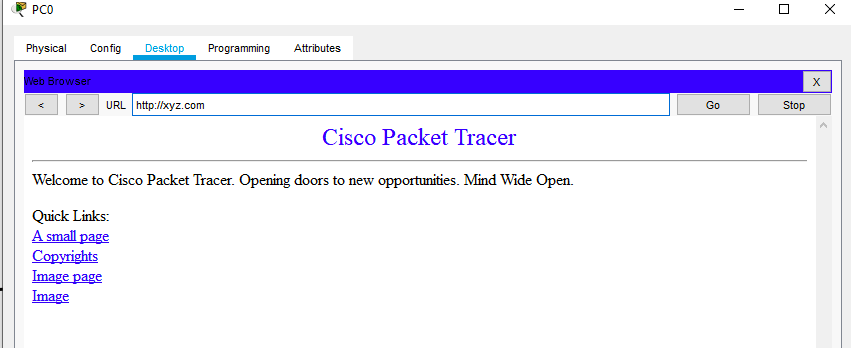 PC0
Physical Config Desktop Programming Attributes
Web Browser X
< > URL http://xyz.com Go Stop
Cisco Packet Tracer
Welcome to Cisco Packet Tracer. Opening doors to new opportunities. Mind Wide Open.
Quick Links:
A small page
Copyrights
Image page
Image